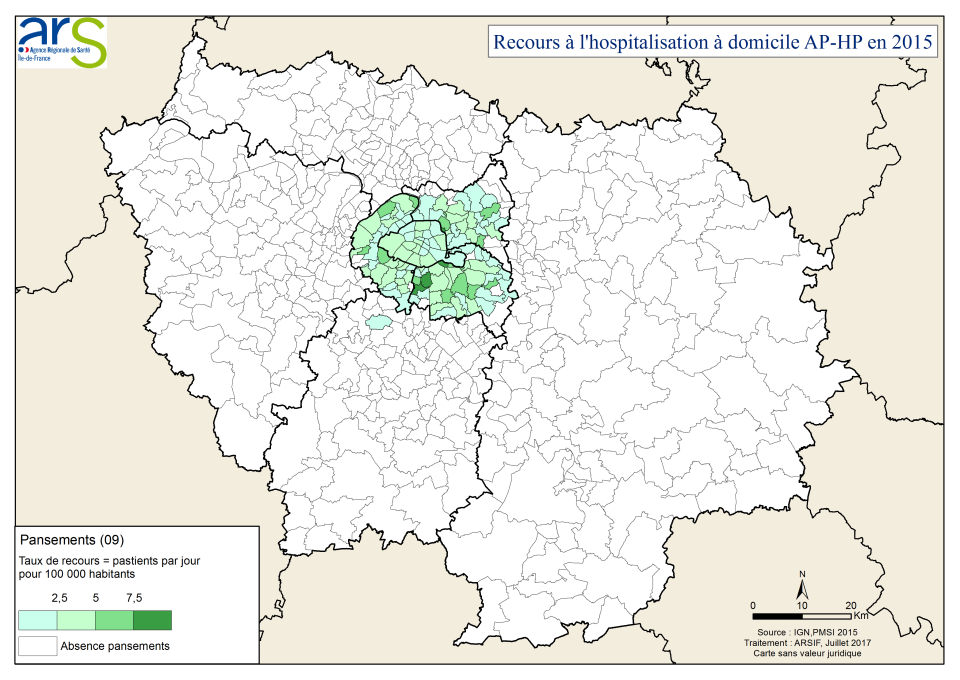 ars
Agence Régionale de Santé
Île-de-France
Recours à l'hospitalisation à domicile AP-HP en 2015
Pansements (09)
Taux de recours = pastients par jour
pour 100 000 habitants
2,5 5 7,5
Absence pansements
N
0 10 20
Km
Source : IGN,PMSI 2015
Traitement : ARSIF, Juillet 2017
Carte sans valeur juridique